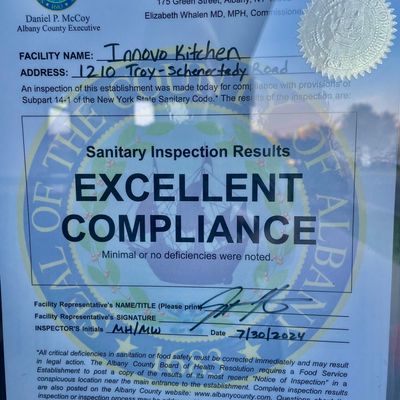 175 Green Street, Albany, NY
Daniel P. McCoy
Albany County Executive
Elizabeth Whalen MD, MPH, Commissioner
FACILITY NAME: Innovo Kitchen
ADDRESS: 1210 Troy-Schenectady Road
An inspection of this establishment was made today for compliance with provisions of
Subpart 14-1 of the New York State Sanitary Code.* The results of the inspection are:
Sanitary Inspection Results
EXCELLENT
COMPLIANCE
Minimal or no deficiencies were noted.
Facility Representative's NAME/TITLE (Please print)
Facility Representative's SIGNATURE
INSPECTOR'S Initials MH/MW Date 7/30/2024
*All critical deficiencies in sanitation or food safety must be corrected immediately and may result
in legal action. The Albany County Board of Health Resolution requires a Food Service
Establishment to post a copy of the results of its most recent "Notice of Inspection" in a
conspicuous location near the main entrance to the establishment. Complete inspection results
are also posted on the Albany County website: www.albanycounty.com. Questions about
inspection or inspection process may